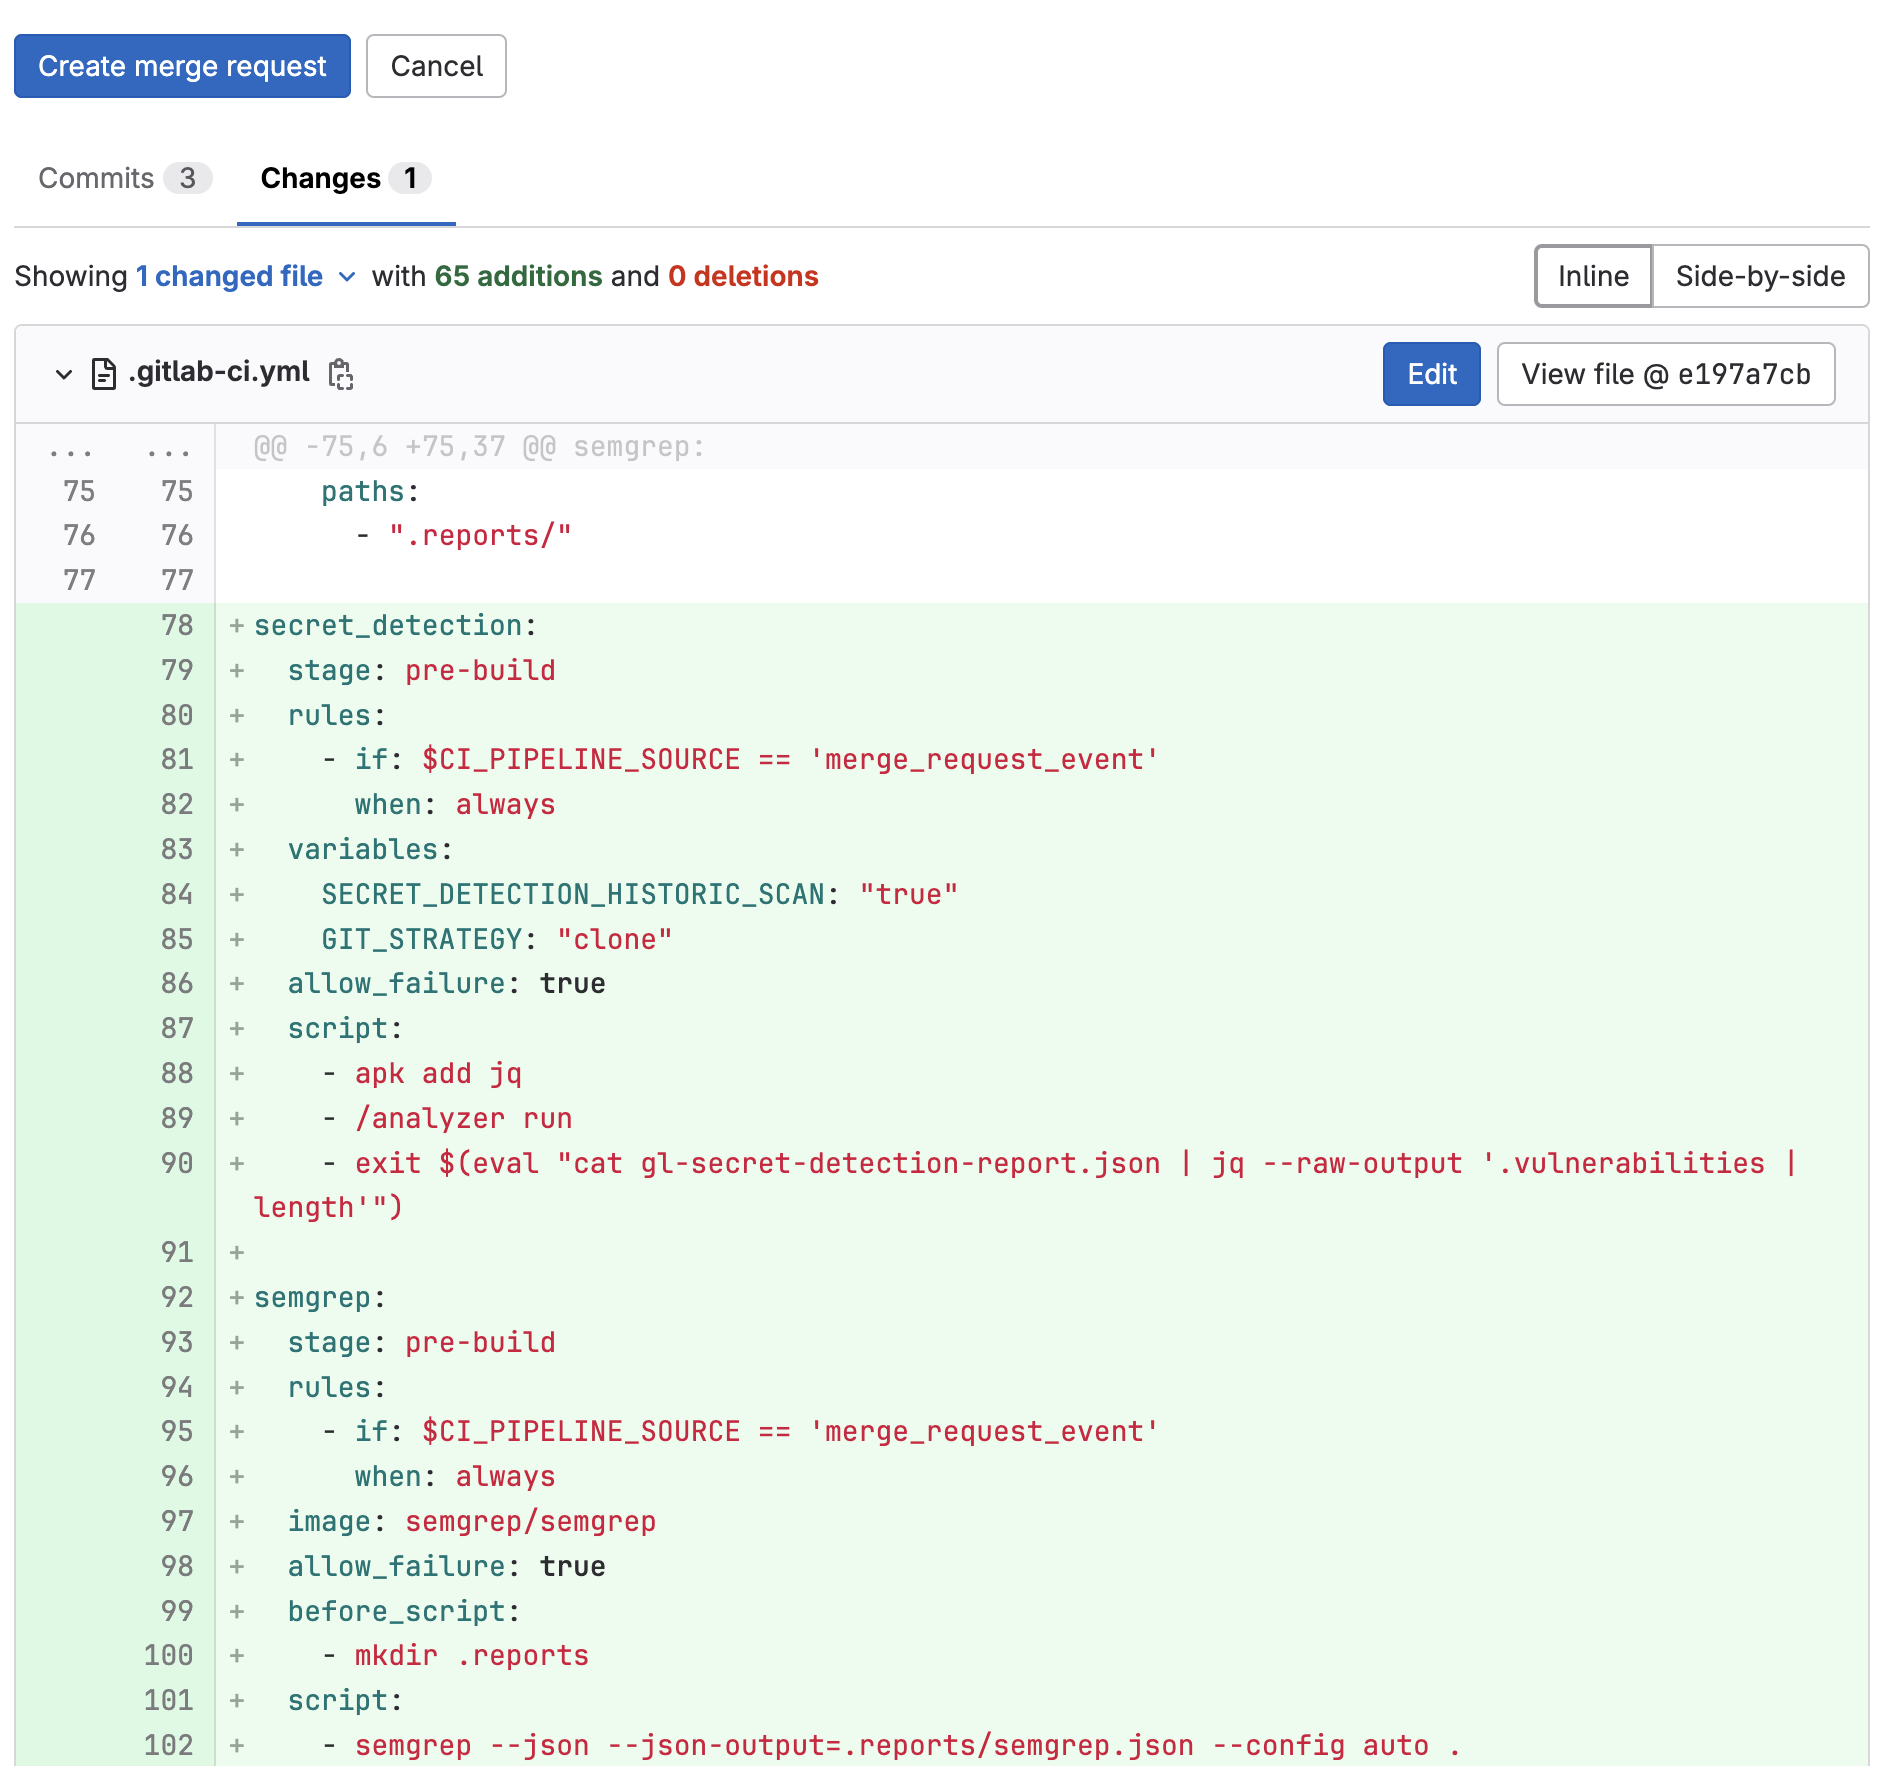 Create merge request Cancel
Commits 3 Changes 1
Showing 1 changed file with 65 additions and 0 deletions Inline Side-by-side
.gitlab-ci.yml Edit View file @ e197a7cb
... ... @@ -75,6 +75,37 @@ semgrep:
75 75 paths:
76 76 - ".reports/"
77 77
78 + secret_detection:
79 + stage: pre-build
80 + rules:
81 + - if: $CI_PIPELINE_SOURCE == 'merge_request_event'
82 + when: always
83 + variables:
84 + SECRET_DETECTION_HISTORIC_SCAN: "true"
85 + GIT_STRATEGY: "clone"
86 + allow_failure: true
87 + script:
88 + - apk add jq
89 + - /analyzer run
90 + - exit $(eval "cat gl-secret-detection-report.json | jq --raw-output '.vulnerabilities |
length'")
91 +
92 + semgrep:
93 + stage: pre-build
94 + rules:
95 + - if: $CI_PIPELINE_SOURCE == 'merge_request_event'
96 + when: always
97 + image: semgrep/semgrep
98 + allow_failure: true
99 + before_script:
100 + - mkdir .reports
101 + script:
102 + - semgrep --json --json-output=.reports/semgrep.json --config auto .